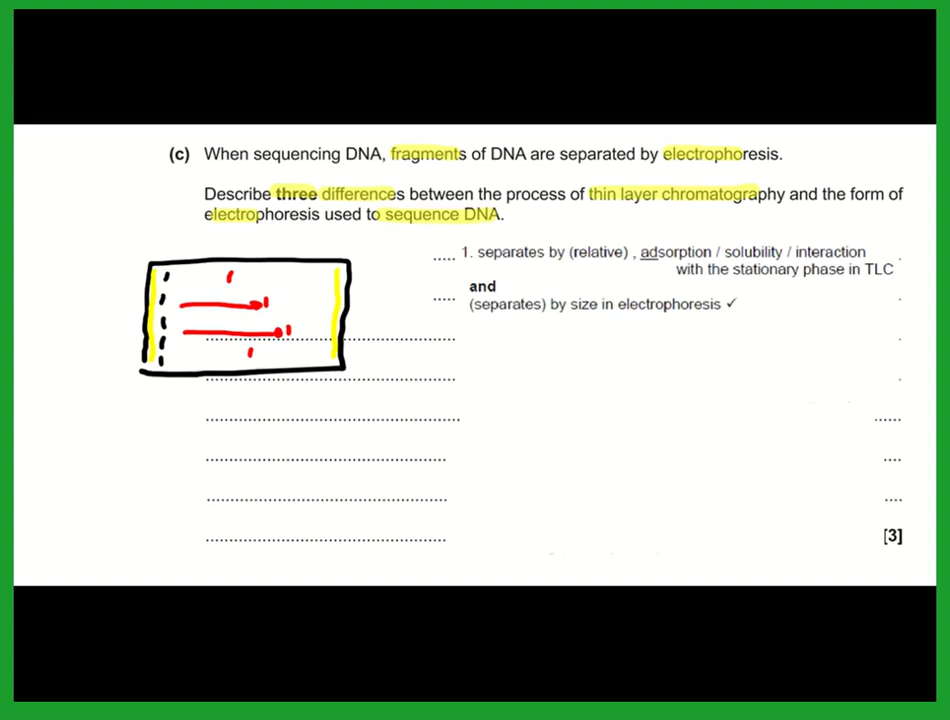 (c) When sequencing DNA, fragments of DNA are separated by electrophoresis.
Describe three differences between the process of thin layer chromatography and the form of
electrophoresis used to sequence DNA.
1. separates by (relative) , adsorption / solubility / interaction
with the stationary phase in TLC
and
(separates) by size in electrophoresis ✓
[3]